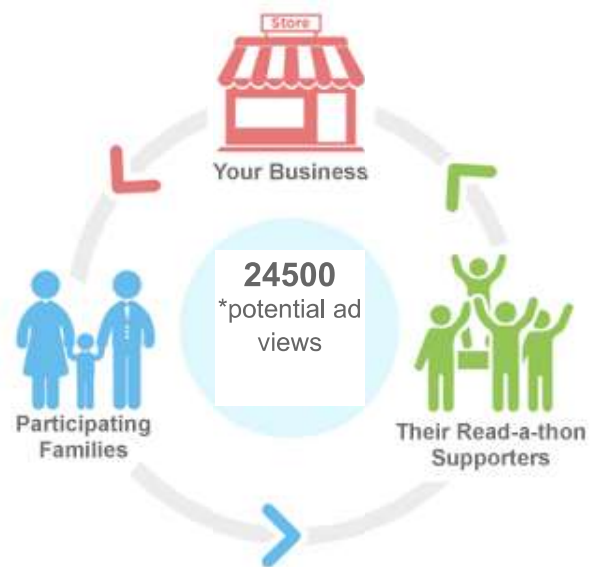 Store
Your Business
24500
*potential ad
views
Participating
Families
Their Read-a-thon
Supporters